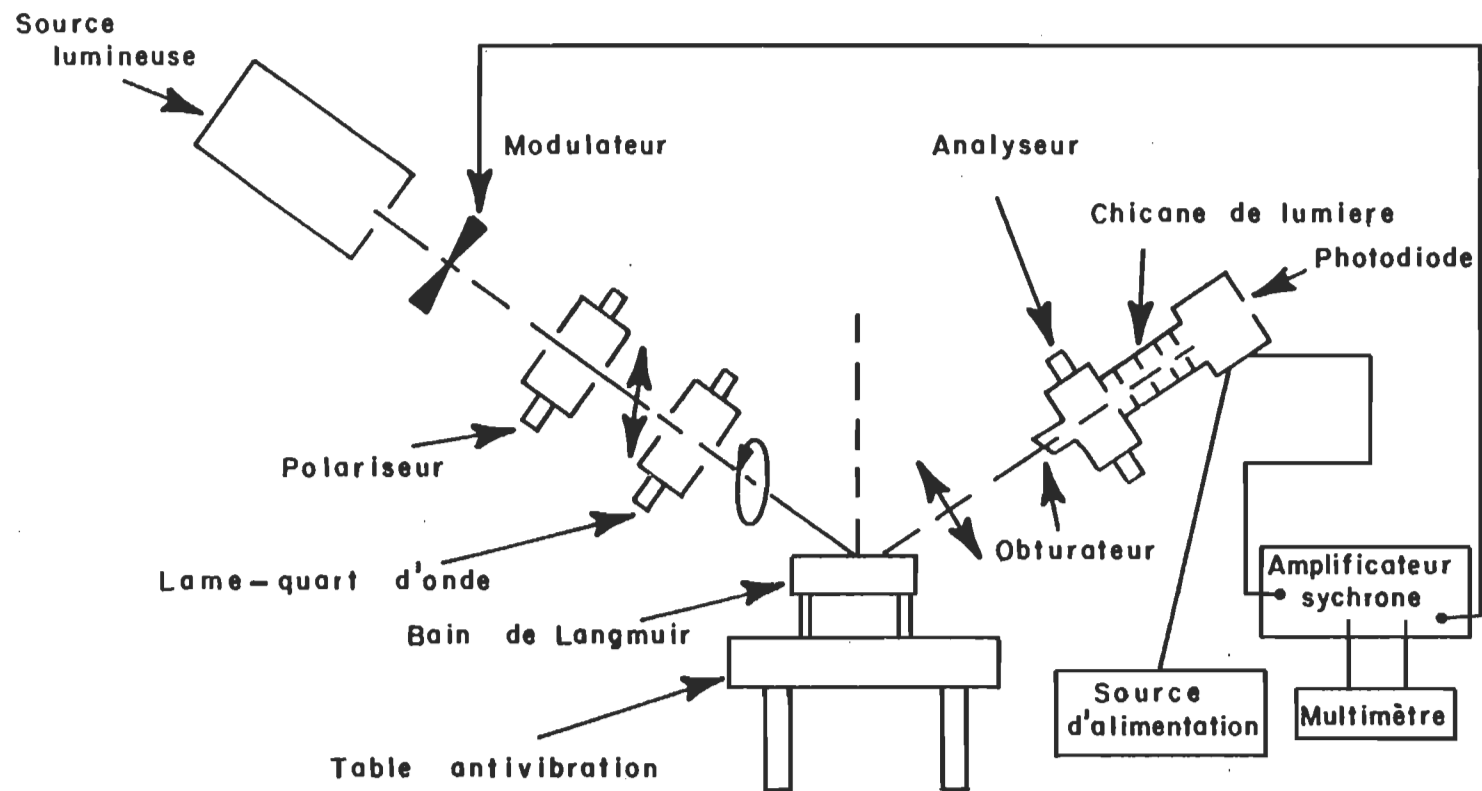 Source
lumineuse
Modulateur
Analyseur
Chicane de lumiere
Photodiode
Polariseur
Lame-quart d'onde
Obturateur
Bain de Langmuir
Amplificateur
sychrone
Source
d'alimentation
Multimètre
Table antivibration